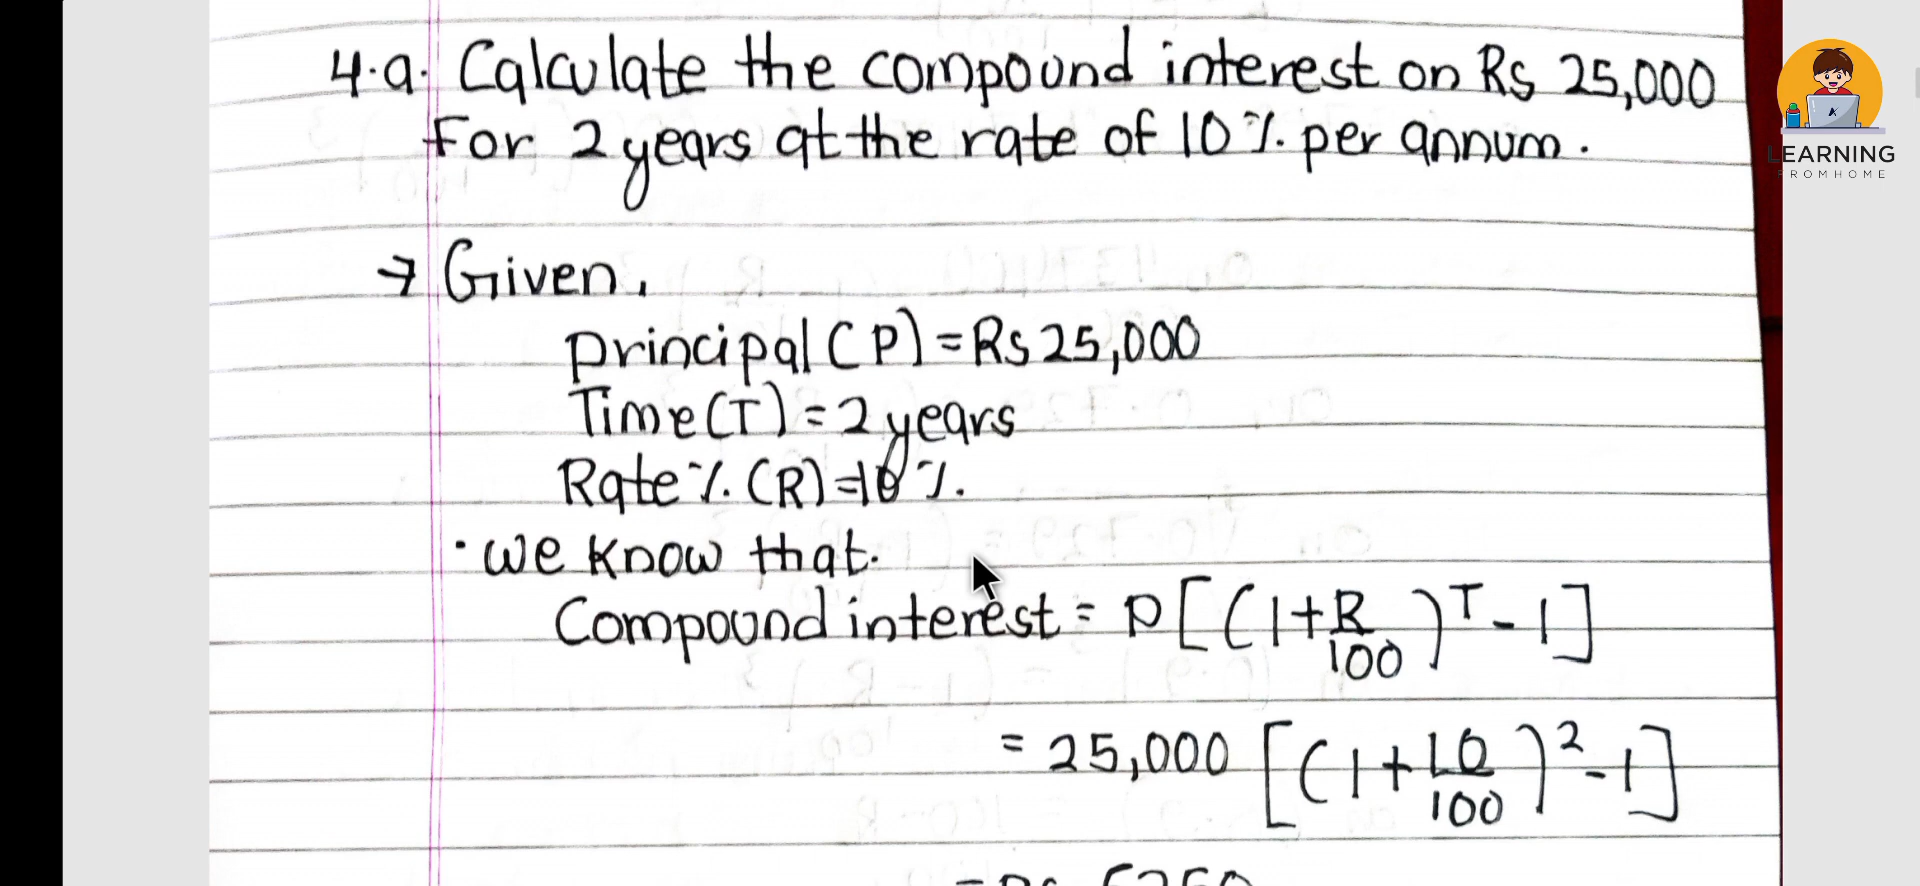 4.a. Calculate the compound interest on Rs 25,000
For 2 years at the rate of 10% per annum.
→ Given,
Principal (P) = Rs 25,000
Time (T) = 2 years
Rate % (R) = 10%.
· we know that.
Compound interest = P[(1+R/100)^T - 1]
= 25,000 [(1+10/100)^2 - 1]
LEARNING
FROMHOME